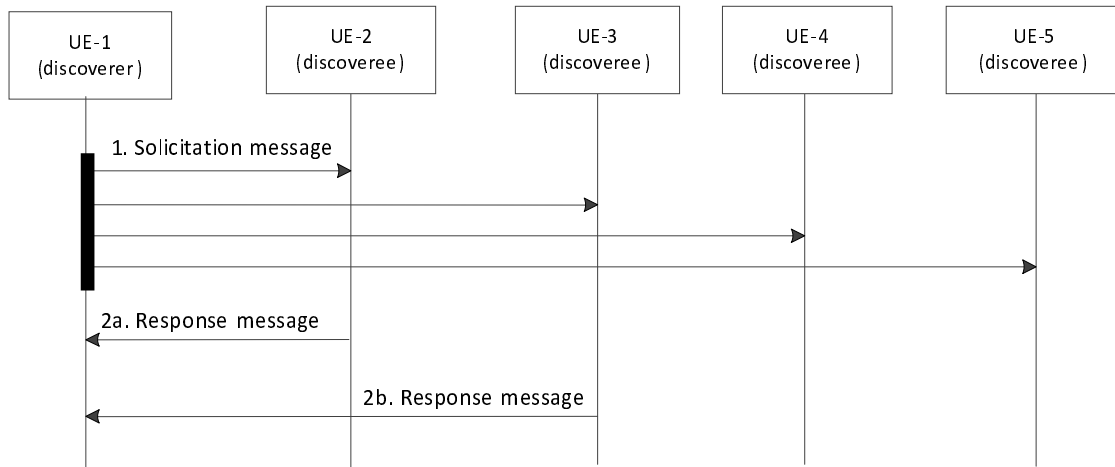 UE-1
(discoverer)
UE-2
(discoveree)
UE-3
(discoveree)
UE-4
(discoveree)
UE-5
(discoveree)
1. Solicitation message
2a. Response message
2b. Response message